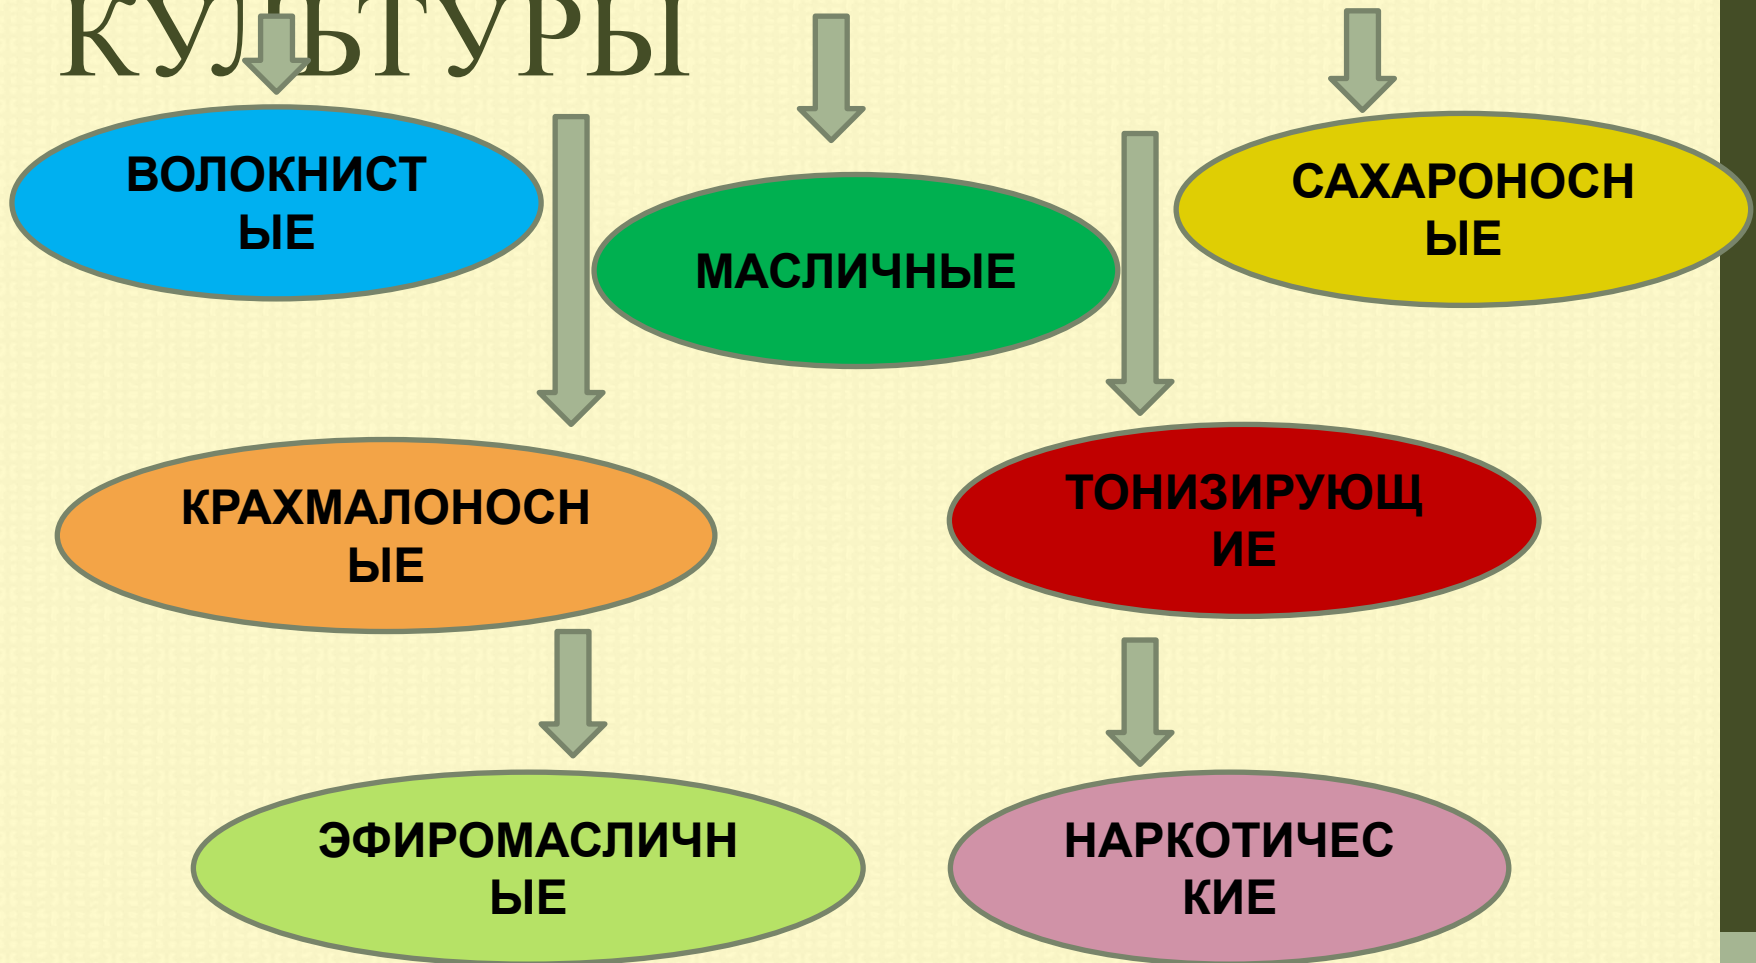 КУЛЬТУРЫ
ВОЛОКНИСТ
ЫЕ
МАСЛИЧНЫЕ
САХАРОНОСН
ЫЕ
КРАХМАЛОНОСН
ЫЕ
ТОНИЗИРУЮЩ
ИЕ
ЭФИРОМАСЛИЧН
ЫЕ
НАРКОТИЧЕС
КИЕ